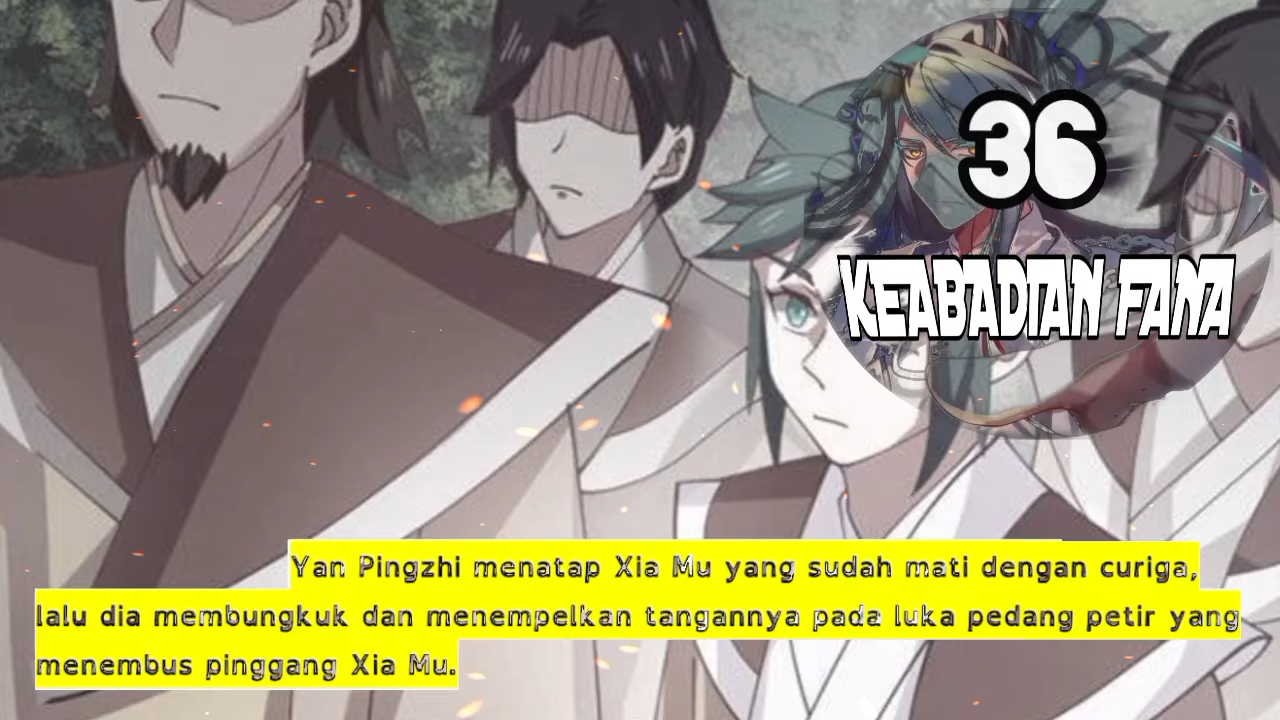 36
KEABADIAN FANA
Yan Pingzhi menatap Xia Mu yang sudah mati dengan curiga,
lalu dia membungkuk dan menempelkan tangannya pada luka pedang petir yang
menembus pinggang Xia Mu.